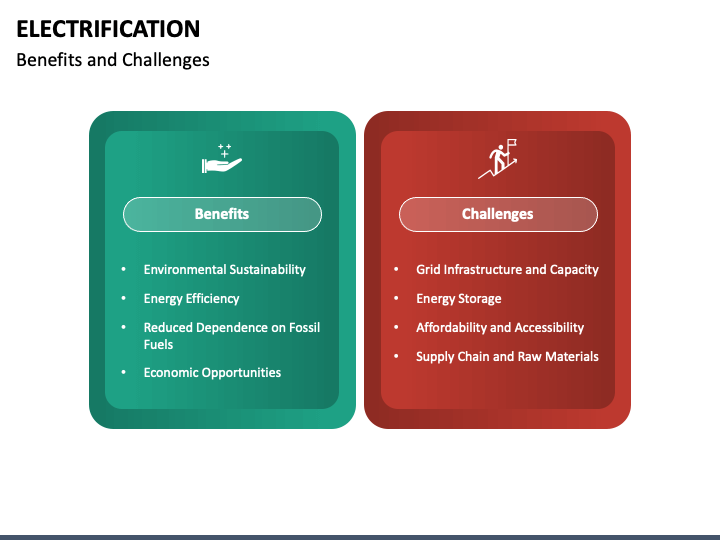 ELECTRIFICATION
Benefits and Challenges
Benefits
• Environmental Sustainability
• Energy Efficiency
• Reduced Dependence on Fossil
Fuels
• Economic Opportunities
Challenges
• Grid Infrastructure and Capacity
• Energy Storage
• Affordability and Accessibility
• Supply Chain and Raw Materials